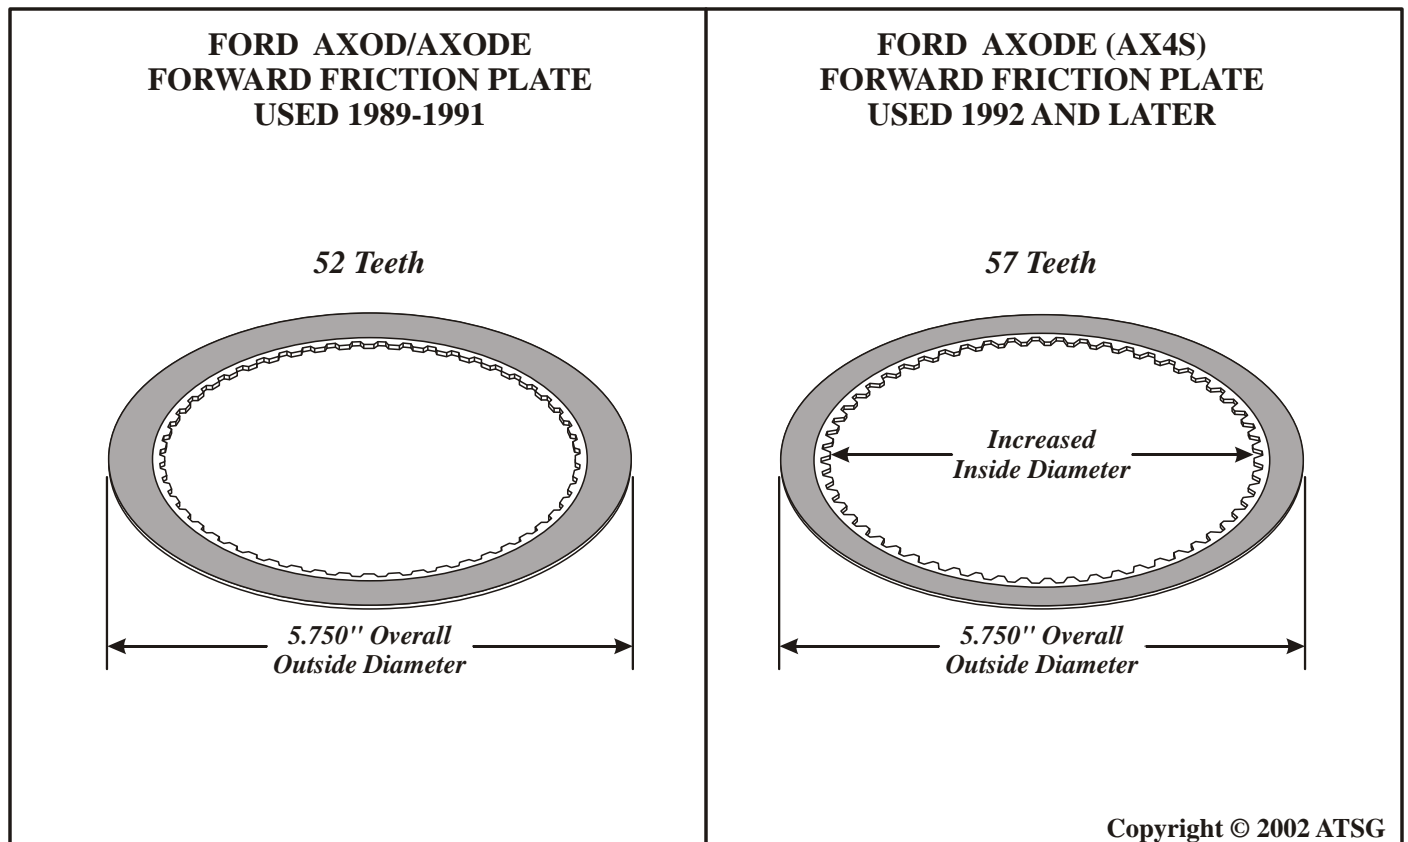 FORD AXOD/AXODE
FORWARD FRICTION PLATE
USED 1989-1991
52 Teeth
5.750" Overall
Outside Diameter
FORD AXODE (AX4S)
FORWARD FRICTION PLATE
USED 1992 AND LATER
57 Teeth
Increased
Inside Diameter
5.750" Overall
Outside Diameter
Copyright © 2002 ATSG